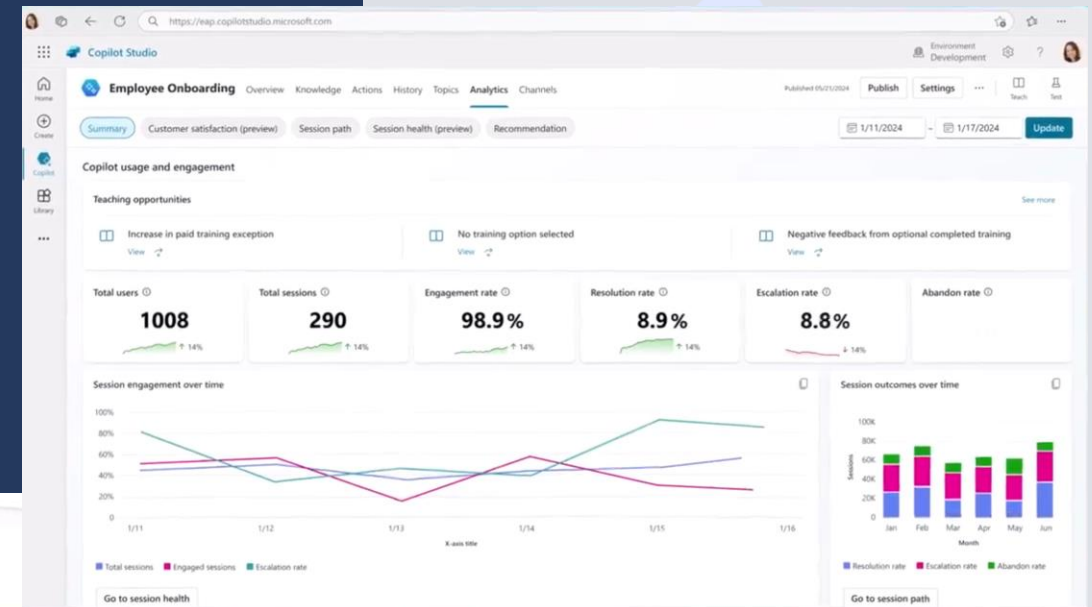 https://eap.copilotstudio.microsoft.com
Copilot Studio
Environment
Development
?
Home
Create
Copilot
Library
Employee Onboarding Overview Knowledge Actions History Topics Analytics Channels
Published 05/21/2024 Publish Settings ... Teach Test
Summary Customer satisfaction (preview) Session path Session health (preview) Recommendation
1/11/2024 - 1/17/2024 Update
Copilot usage and engagement
Teaching opportunities See more
Increase in paid training exception
View
No training option selected
View
Negative feedback from optional completed training
View
Total users Total sessions Engagement rate Resolution rate Escalation rate Abandon rate
1008 290 98.9% 8.9% 8.8%
↑ 14% ↑ 14% ↑ 14% ↑ 14% ↓ 14%
Session engagement over time
100%
80%
60%
40%
20%
0
1/11 1/12 1/13 1/14 1/15 1/16
X-axis title
Total sessions Engaged sessions Escalation rate
Go to session health
Session outcomes over time
100K
80K
60K
40K
20K
0
Sessions
Jan Feb Mar Apr May Jun
Month
Resolution rate Escalation rate Abandon rate
Go to session path